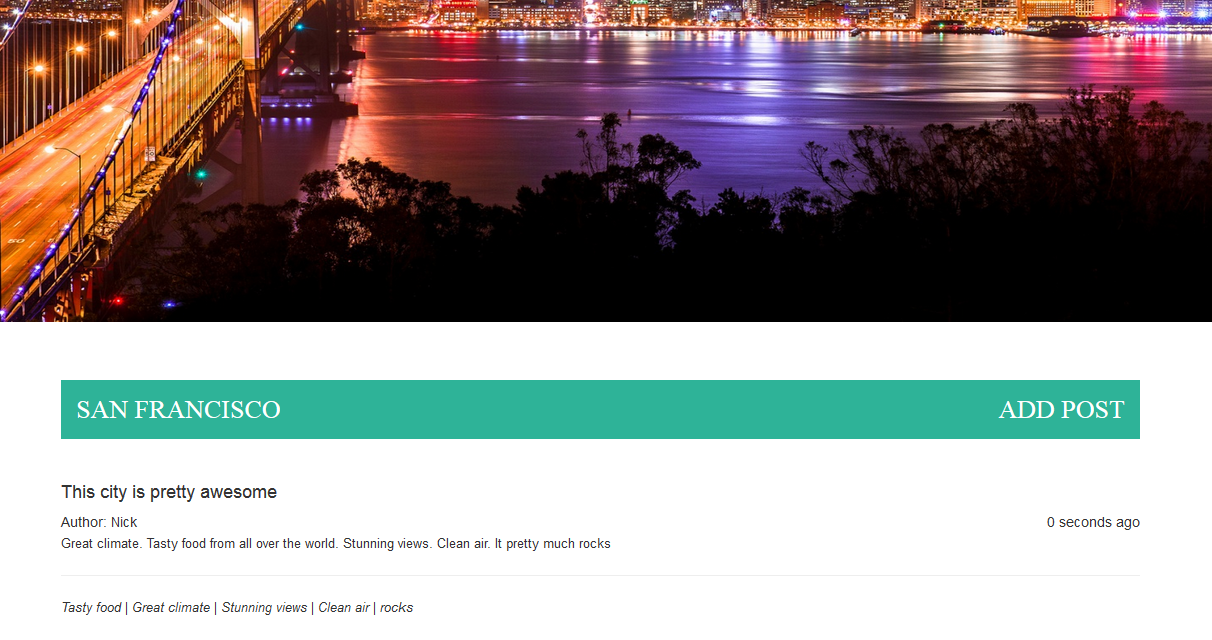 SAN FRANCISCO ADD POST
This city is pretty awesome
Author: Nick 0 seconds ago
Great climate. Tasty food from all over the world. Stunning views. Clean air. It pretty much rocks
Tasty food | Great climate | Stunning views | Clean air | rocks